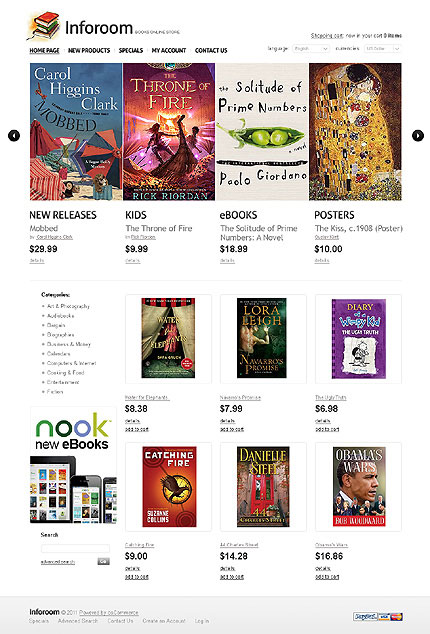 Inforoom BOOKS ONLINE STORE
Shopping cart: now in your cart 0 items
HOME PAGE NEW PRODUCTS SPECIALS MY ACCOUNT CONTACT US
language: English currencies: US Dollar
CAROL
HIGGINS
CLARK
MOBBED
THE
THRONE OF
FIRE
RICK RIORDAN
the Solitude of
Prime Numbers
a novel
Paolo Giordano
NEW RELEASES
Mobbed
by Carol Higgins Clark
$29.99
details
KIDS
The Throne of Fire
by Rick Riordan
$9.99
details
eBOOKS
The Solitude of Prime
Numbers: A Novel
$18.99
details
POSTERS
The Kiss, c.1908 (Poster)
Gustav Klimt
$10.00
details
Categories:
Art & Photography
Audiobooks
Bargain
Biographies
Business & Money
Calendars
Computers & Internet
Cooking & Food
Entertainment
Fiction
nook
new eBooks
Search
advanced search
GO
WATER
for
ELEPHANTS
SARA GRUEN
Water for Elephants
$8.38
details
add to cart
LORA
LEIGH
NAVARRO'S
PROMISE
Navarro's Promise
$7.99
details
add to cart
DIARY
of a
Wimpy Kid
THE UGLY TRUTH
The Ugly Truth
$6.98
details
add to cart
CATCHING
FIRE
SUZANNE
COLLINS
Catching Fire
$9.00
details
add to cart
DANIELLE
STEEL
44
CHARLES STREET
44 Charles Street
$14.28
details
add to cart
OBAMA'S
WARS
BOB WOODWARD
Obama's Wars
$16.86
details
add to cart
Inforoom © 2011 Powered by osCommerce
Specials Advanced Search Contact Us Create an Account Log In
PayPal VISA